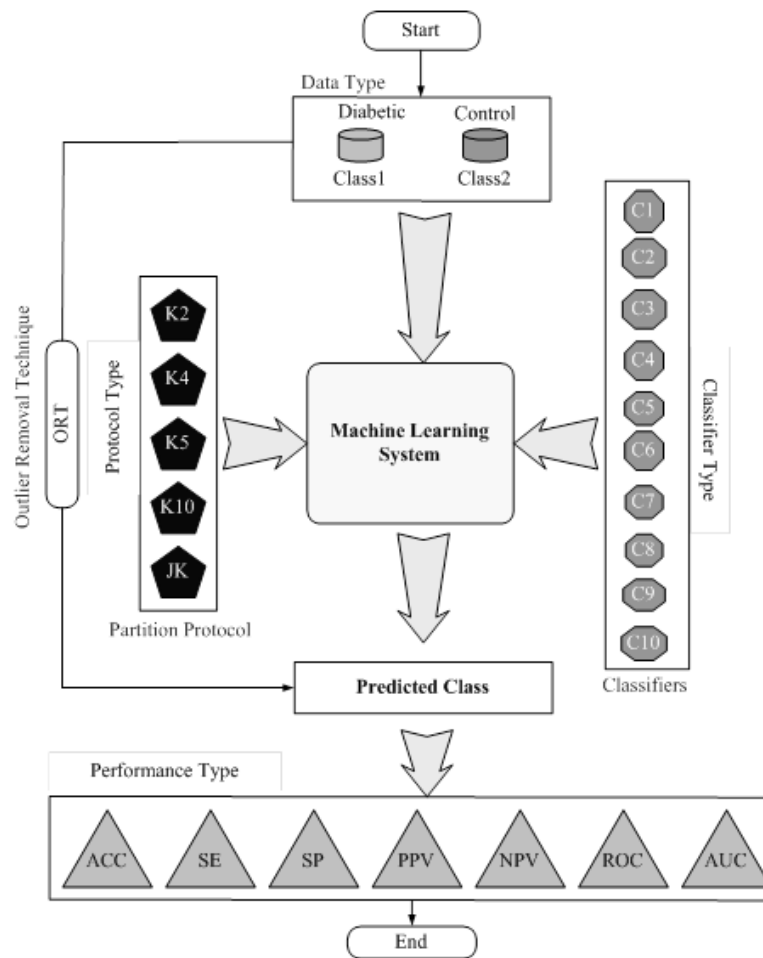 Start
Data Type
Diabetic
Control
Class1
Class2
Outlier Removal Technique
ORT
Protocol Type
K2
K4
K5
K10
JK
Partition Protocol
Machine Learning
System
C1
C2
C3
C4
C5
C6
C7
C8
C9
C10
Classifier Type
Classifiers
Predicted Class
Performance Type
ACC
SE
SP
PPV
NPV
ROC
AUC
End